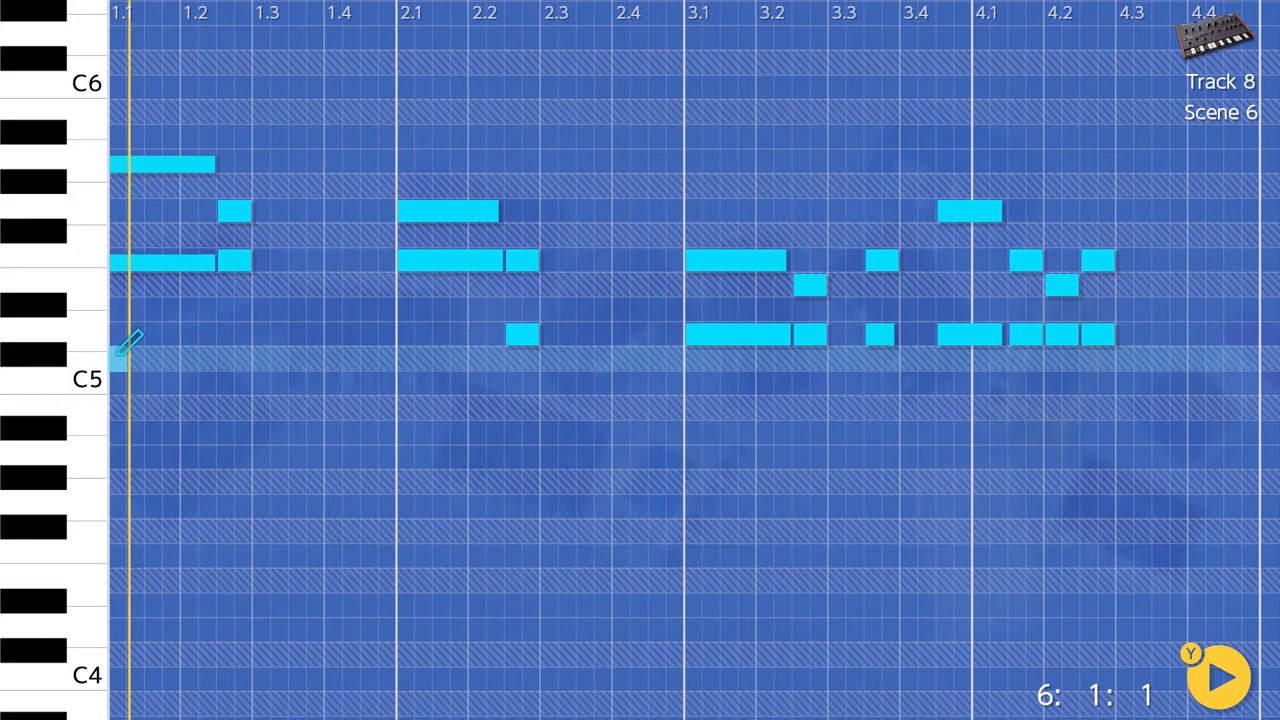 1.1 1.2 1.3 1.4 2.1 2.2 2.3 2.4 3.1 3.2 3.3 3.4 4.1 4.2 4.3 4.4
C6
Track 8
Scene 6
C5
C4
Y
6: 1: 1